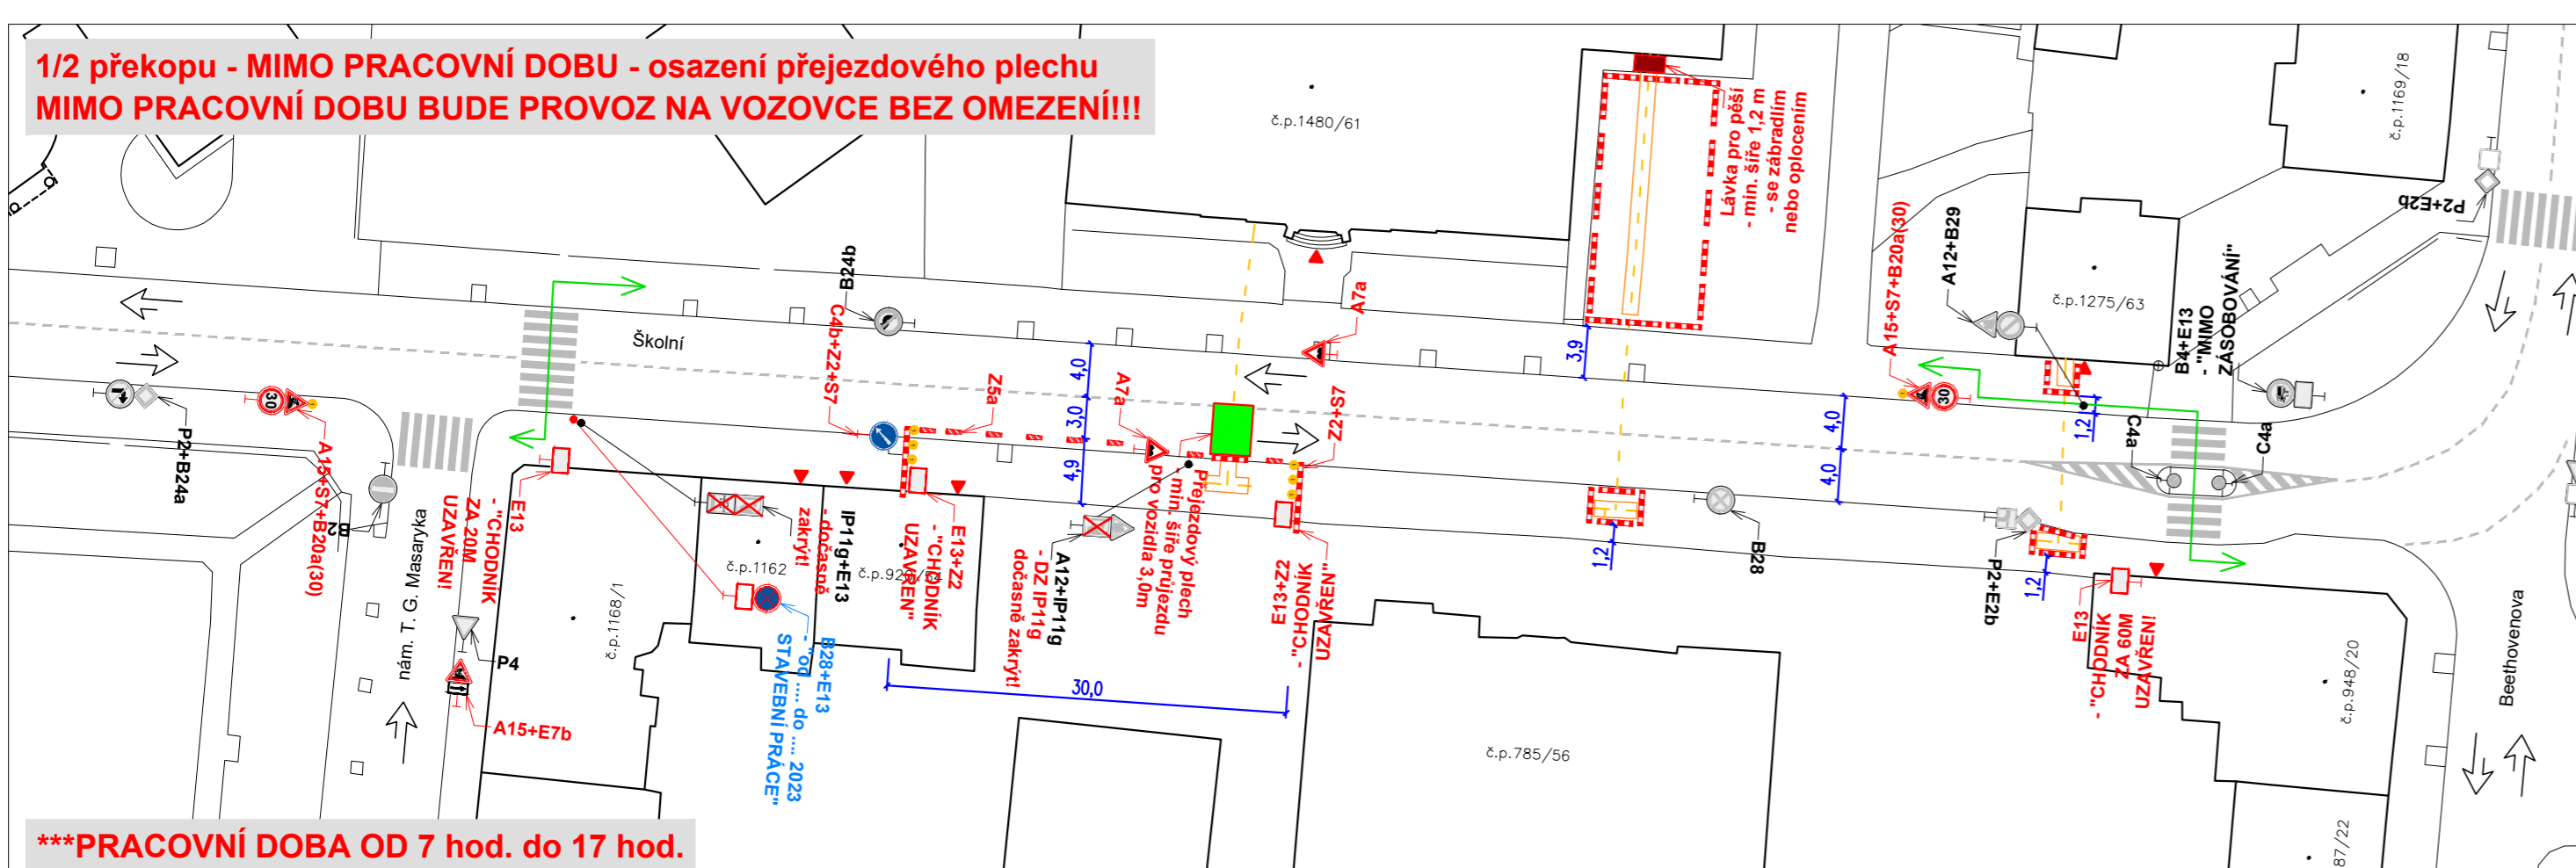 1/2 překopu - MIMO PRACOVNÍ DOBU - osazení přejezdového plechu
MIMO PRACOVNÍ DOBU BUDE PROVOZ NA VOZOVCE BEZ OMEZENÍ!!!
č.p.1480/61
Lávka pro pěší
- min. šíře 1,2 m
- se zábradlím
nebo oplocením
č.p.1169/18
P2+E2b
A15+S7+B20a(30)
A12+B29
č.p.1275/63
B4+E13
- "MIMO
ZÁSOBOVÁNÍ"
B24b
C4b+Z2+S7
Školní
Z5a
4,0
3,0
4,9
A7a
A7a
3,9
Z2+S7
4,0
4,0
1,2
C4a
C4a
30
30
P2+B24a
A15+S7+B20a(30)
B2
nám. T. G. Masaryka
E13
- "CHODNÍK
ZA 20M
UZAVŘEN!
P4
A15+E7b
č.p.1168/1
č.p.1162
IP11g+E13
- dočasně
zakrýt!
č.p.920/54
E13+Z2
- "CHODNÍK
UZAVŘEN"
B28+E13
- "od .... do .... 2023
STAVEBNÍ PRÁCE"
A12+IP11g
- DZ IP11g
dočasně zakrýt!
Přejezdový plech
- min. šíře průjezdu
pro vozidla 3,0m
30,0
E13+Z2
- "CHODNÍK
UZAVŘEN"
1,2
B28
P2+E2b
1,2
E13
- "CHODNÍK
ZA 60M
UZAVŘEN!
č.p.785/56
č.p.948/20
Beethovenova
87/22
***PRACOVNÍ DOBA OD 7 hod. do 17 hod.